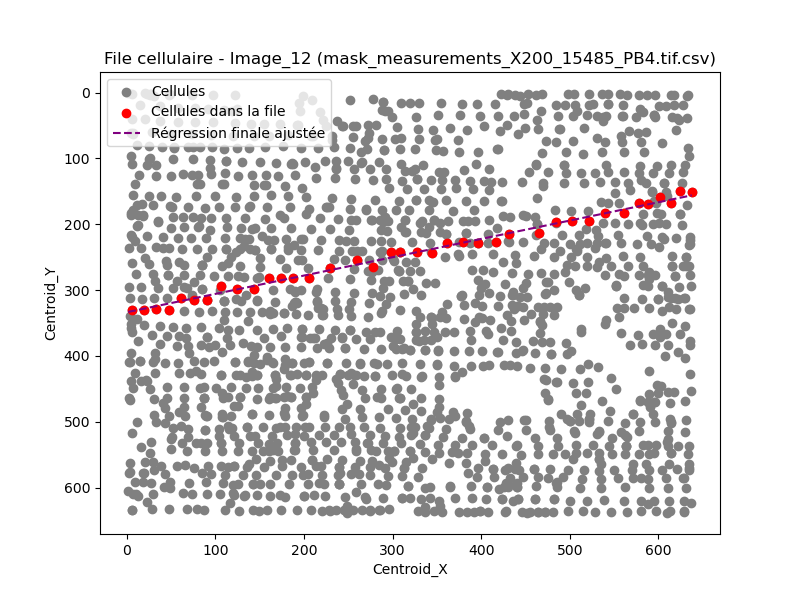 File cellulaire - Image_12 (mask_measurements_X200_15485_PB4.tif.csv)
Cellules
Cellules dans la file
Régression finale ajustée
0
100
200
300
400
500
600
Centroid_Y
0 100 200 300 400 500 600
Centroid_X